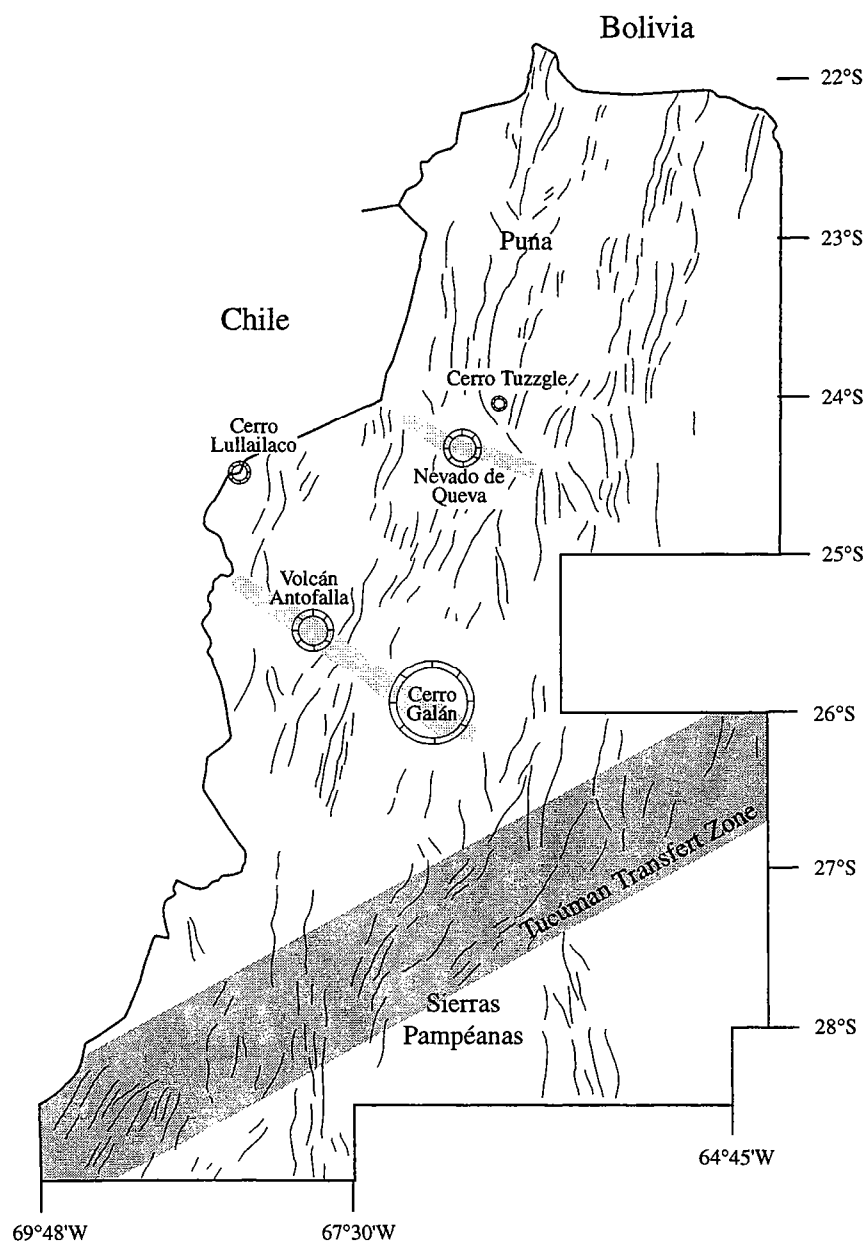 Bolivia
22°S
Puna
23°S
Chile
Cerro Tuzzgle
24°S
Cerro
Lullailaco
Nevado de
Queva
25°S
Volcán
Antofalla
Cerro
Galán
26°S
Tucúman Transfert Zone
27°S
Sierras
Pampéanas
28°S
64°45'W
69°48'W
67°30'W